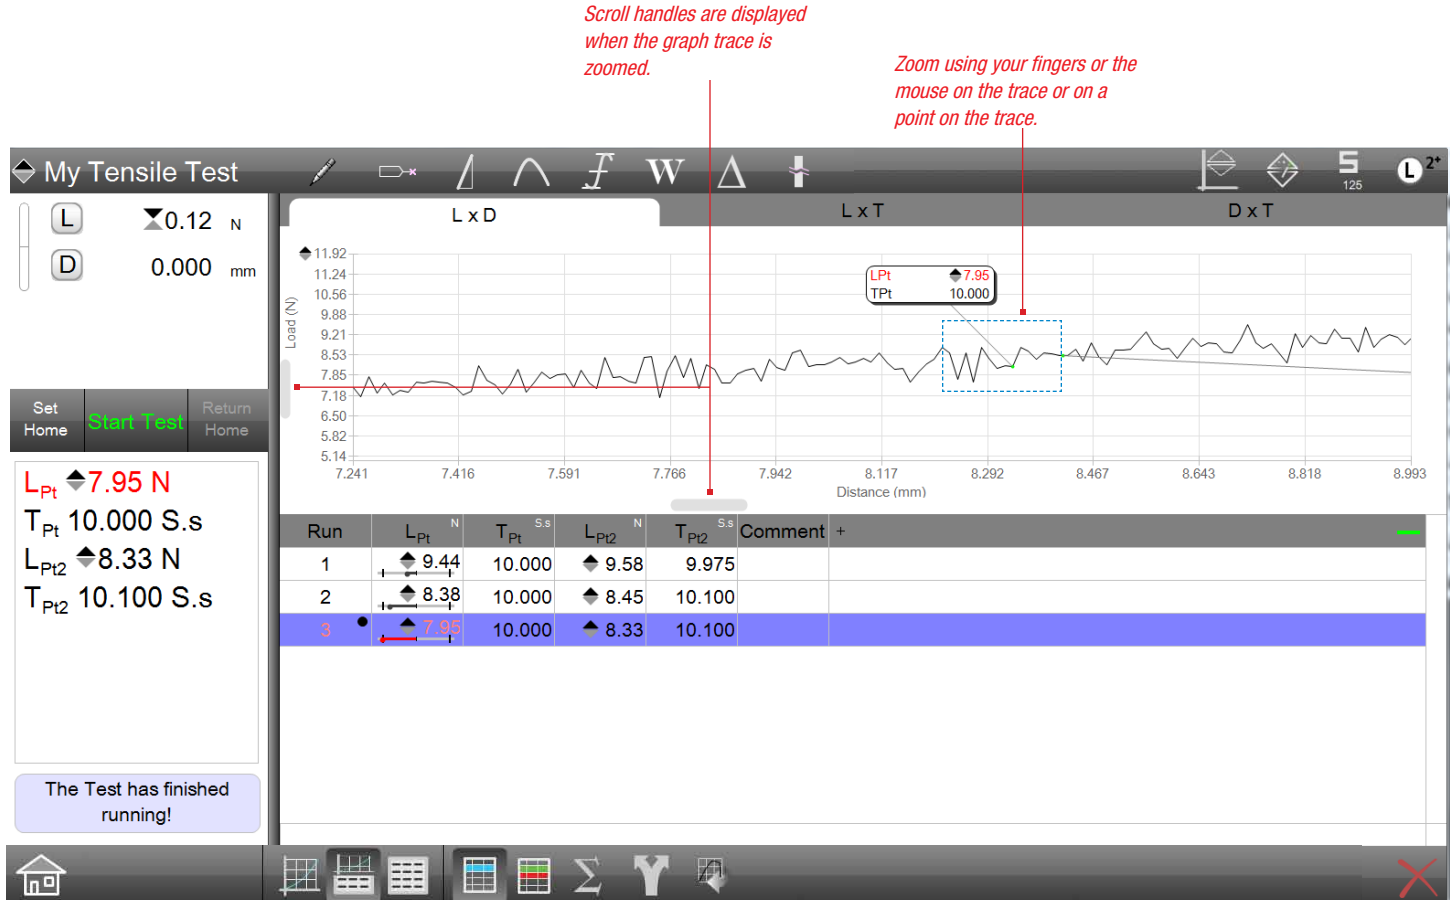 Scroll handles are displayed
when the graph trace is
zoomed.
Zoom using your fingers or the
mouse on the trace or on a
point on the trace.
My Tensile Test
W
S
125
L 2+
L 0.12 N
D 0.000 mm
L x D
L x T
D x T
11.92
11.24
10.56
9.88
9.21
8.53
7.85
7.18
6.50
5.82
5.14
Load (N)
LPt 7.95
TPt 10.000
7.241 7.416 7.591 7.766 7.942 8.117 8.292 8.467 8.643 8.818 8.993
Distance (mm)
Set
Home
Start Test
Return
Home
LPt 7.95 N
TPt 10.000 S.s
LPt2 8.33 N
TPt2 10.100 S.s
The Test has finished
running!
Run LPt N TPt S.s LPt2 N TPt2 S.s Comment +
1 9.44 10.000 9.58 9.975
2 8.38 10.000 8.45 10.100
3 7.95 10.000 8.33 10.100